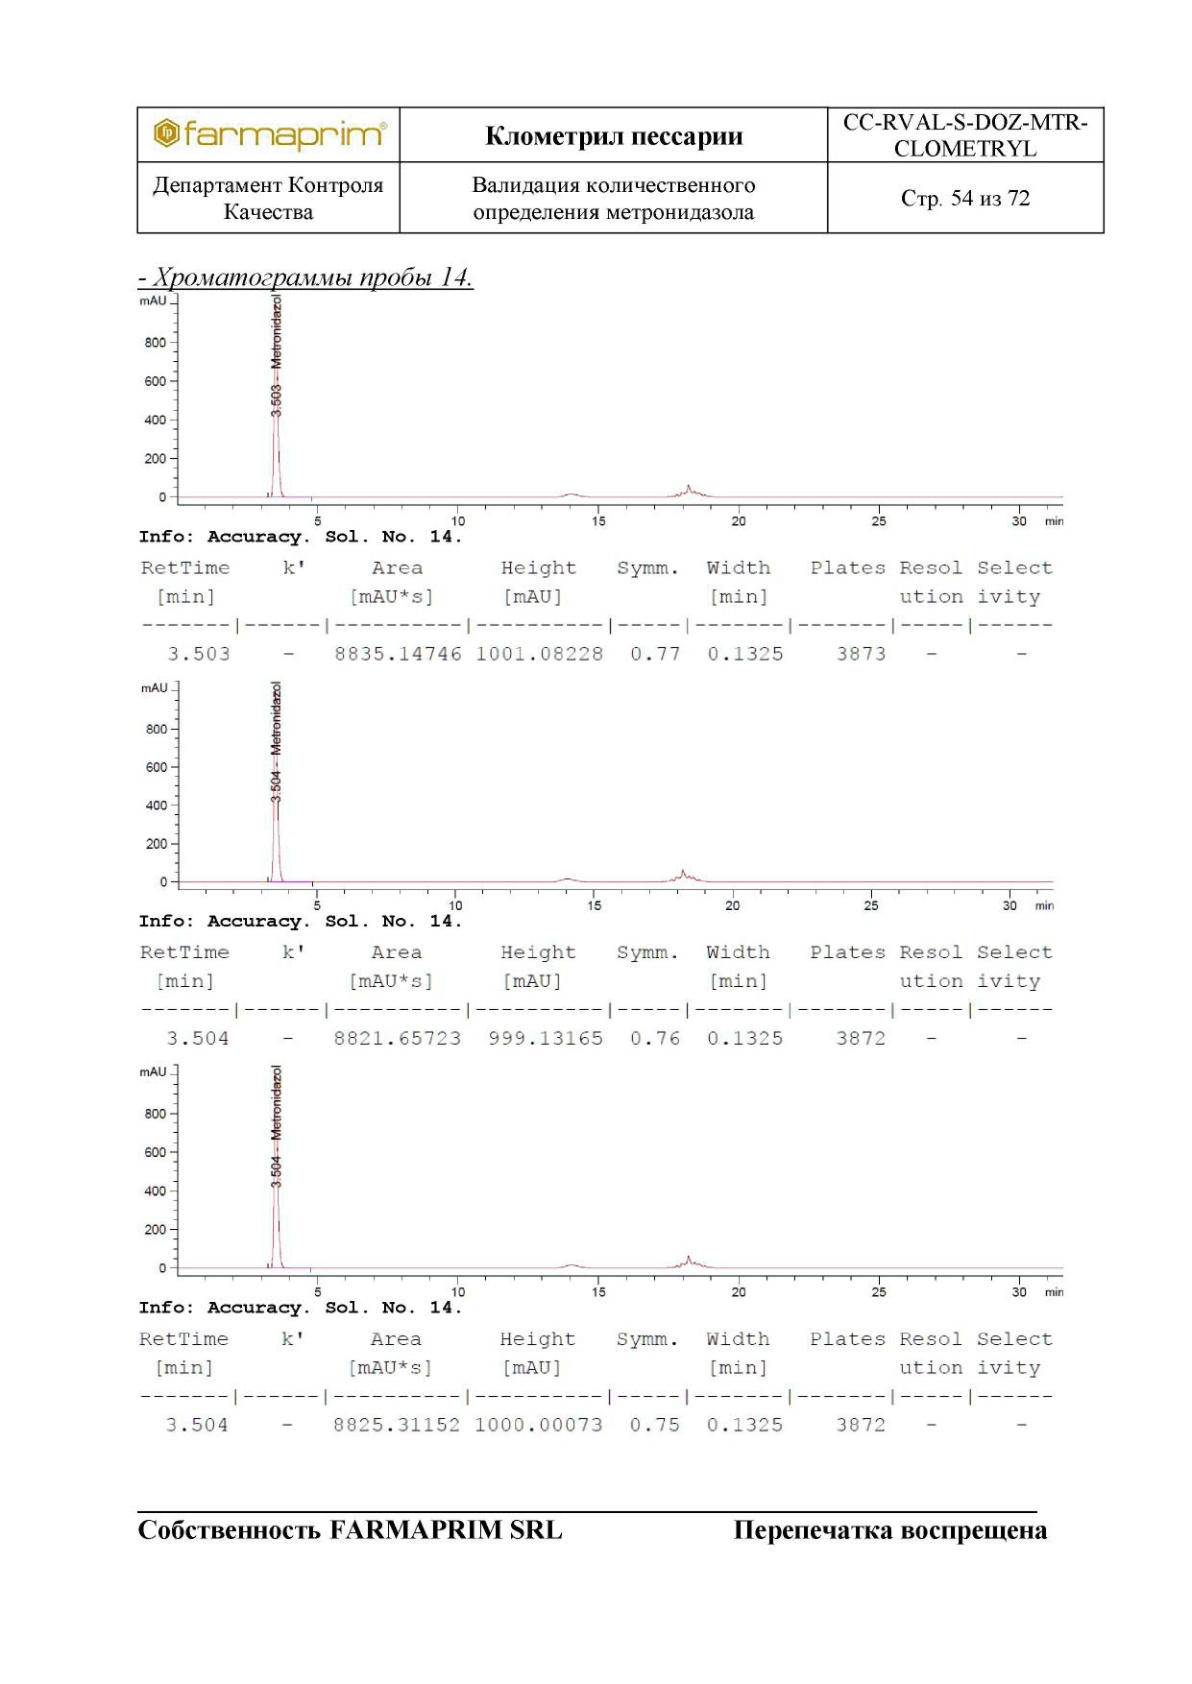 farmaprim®
Клометрил пессарии
CC-RVAL-S-DOZ-MTR-
CLOMETRYL
Департамент Контроля
Качества
Валидация количественного
определения метронидазола
Стр. 54 из 72
- Хроматограммы пробы 14.
mAU
3.503 - Metronidazol
800
600
400
200
0
5 10 15 20 25 30 min
Info: Accuracy. Sol. No. 14.
RetTime k' Area Height Symm. Width Plates Resol Select
[min] [mAU*s] [mAU] [min] ution ivity
-------|------|----------|----------|-----|-------|-------|-----|------
3.503 - 8835.14746 1001.08228 0.77 0.1325 3873 - -
mAU
3.504 - Metronidazol
800
600
400
200
0
5 10 15 20 25 30 min
Info: Accuracy. Sol. No. 14.
RetTime k' Area Height Symm. Width Plates Resol Select
[min] [mAU*s] [mAU] [min] ution ivity
-------|------|----------|----------|-----|-------|-------|-----|------
3.504 - 8821.65723 999.13165 0.76 0.1325 3872 - -
mAU
3.504 - Metronidazol
800
600
400
200
0
5 10 15 20 25 30 min
Info: Accuracy. Sol. No. 14.
RetTime k' Area Height Symm. Width Plates Resol Select
[min] [mAU*s] [mAU] [min] ution ivity
-------|------|----------|----------|-----|-------|-------|-----|------
3.504 - 8825.31152 1000.00073 0.75 0.1325 3872 - -
Собственность FARMAPRIM SRL Перепечатка воспрещена